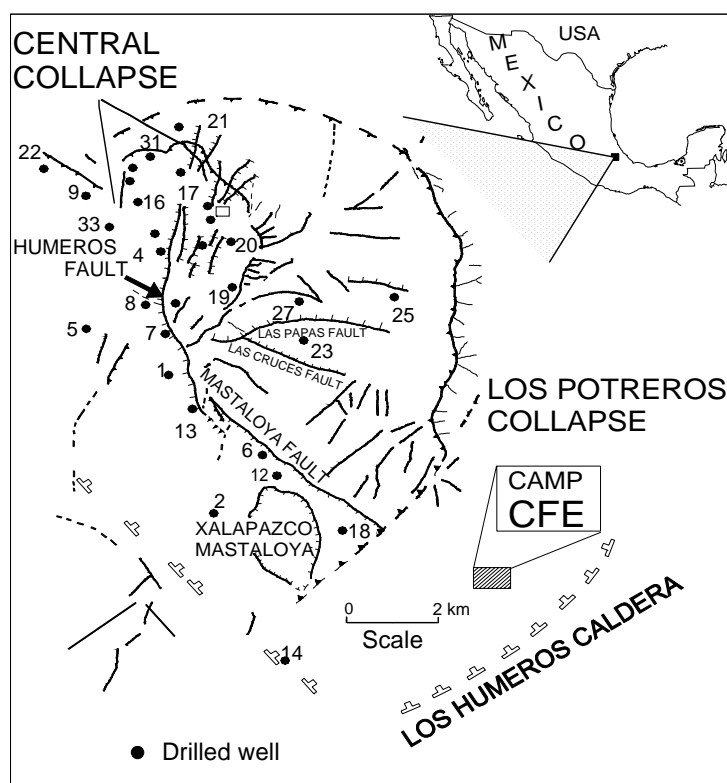 CENTRAL
COLLAPSE
USA
MEXICO
21
31
22
17
9
16
33
HUMEROS
FAULT
4
20
19
8
27
25
5
7
LAS PAPAS FAULT
23
LAS CRUCES FAULT
1
MASTALOYA FAULT
LOS POTREROS
COLLAPSE
13
6
12
CAMP
CFE
2
XALAPAZCO
MASTALOYA
18
0
2 km
Scale
14
LOS HUMEROS CALDERA
Drilled well